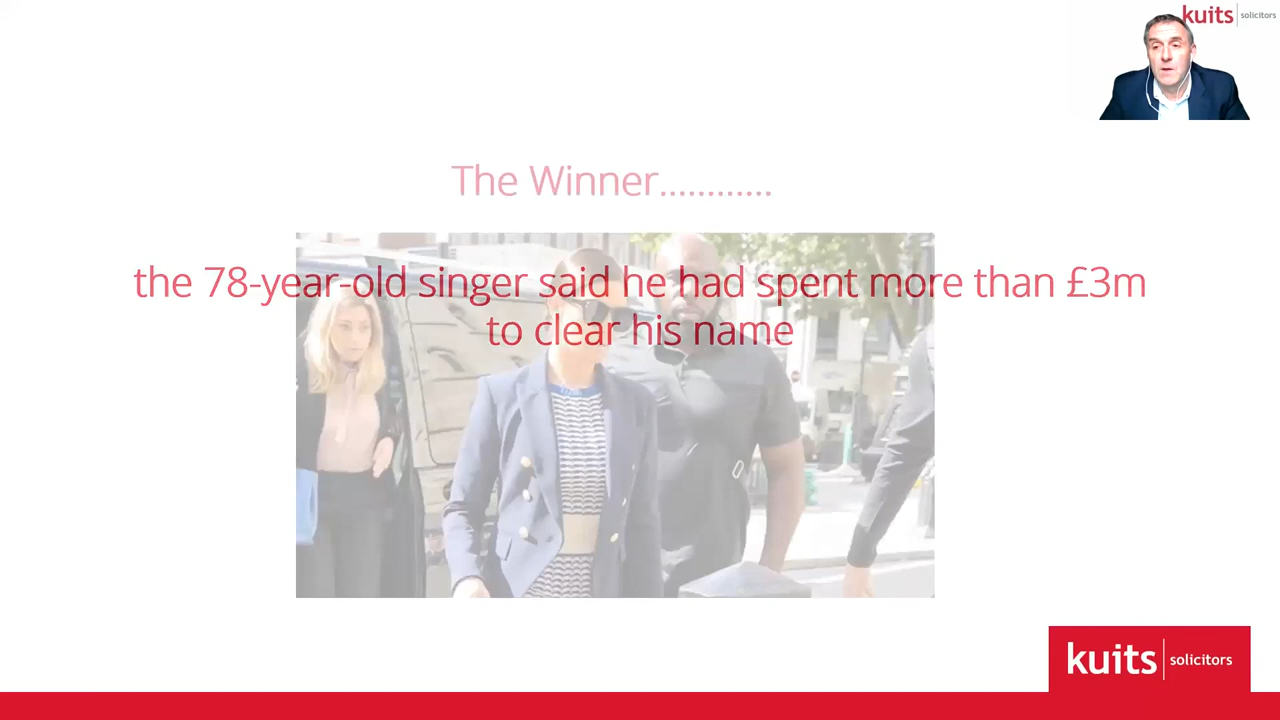 kuits solicitors
The Winner............
the 78-year-old singer said he had spent more than £3m
to clear his name
kuits solicitors